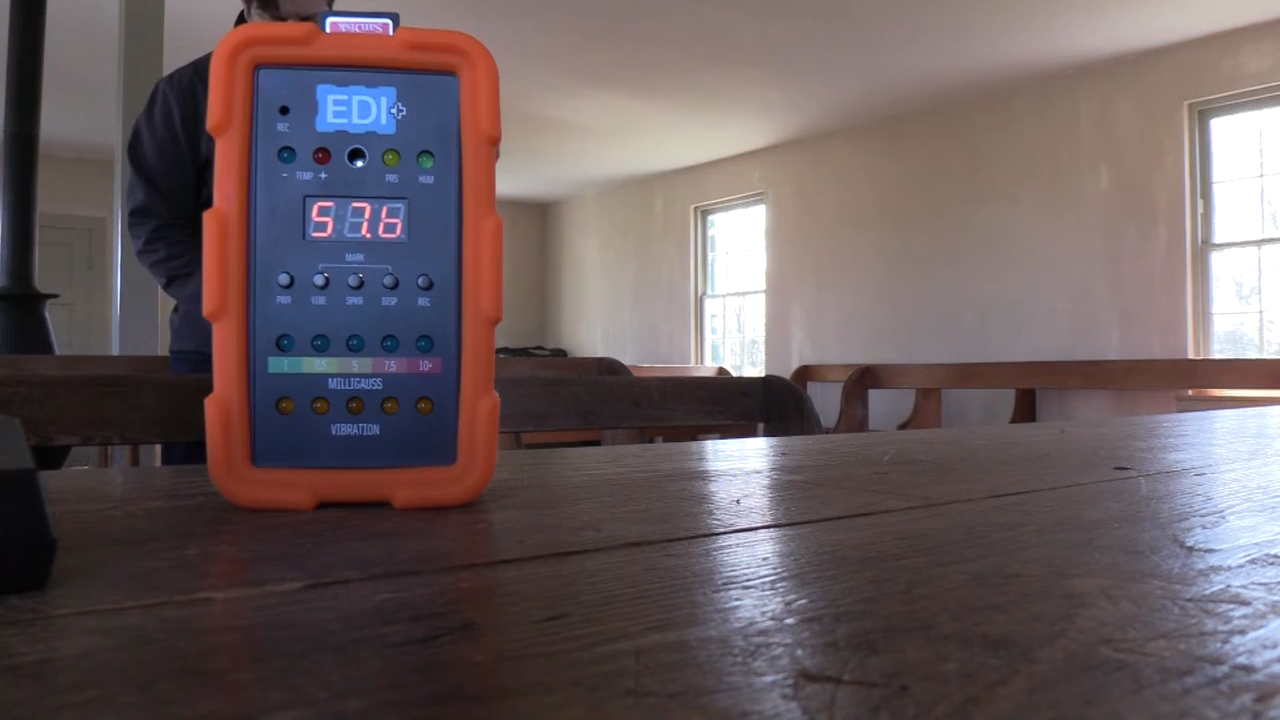 SanDisk
EDI+
REC
- TEMP + PRS HUM
57.6
MARK
PWR VIBE SPKR DISP REC
1 2.5 5 7.5 10+
MILLIGAUSS
VIBRATION